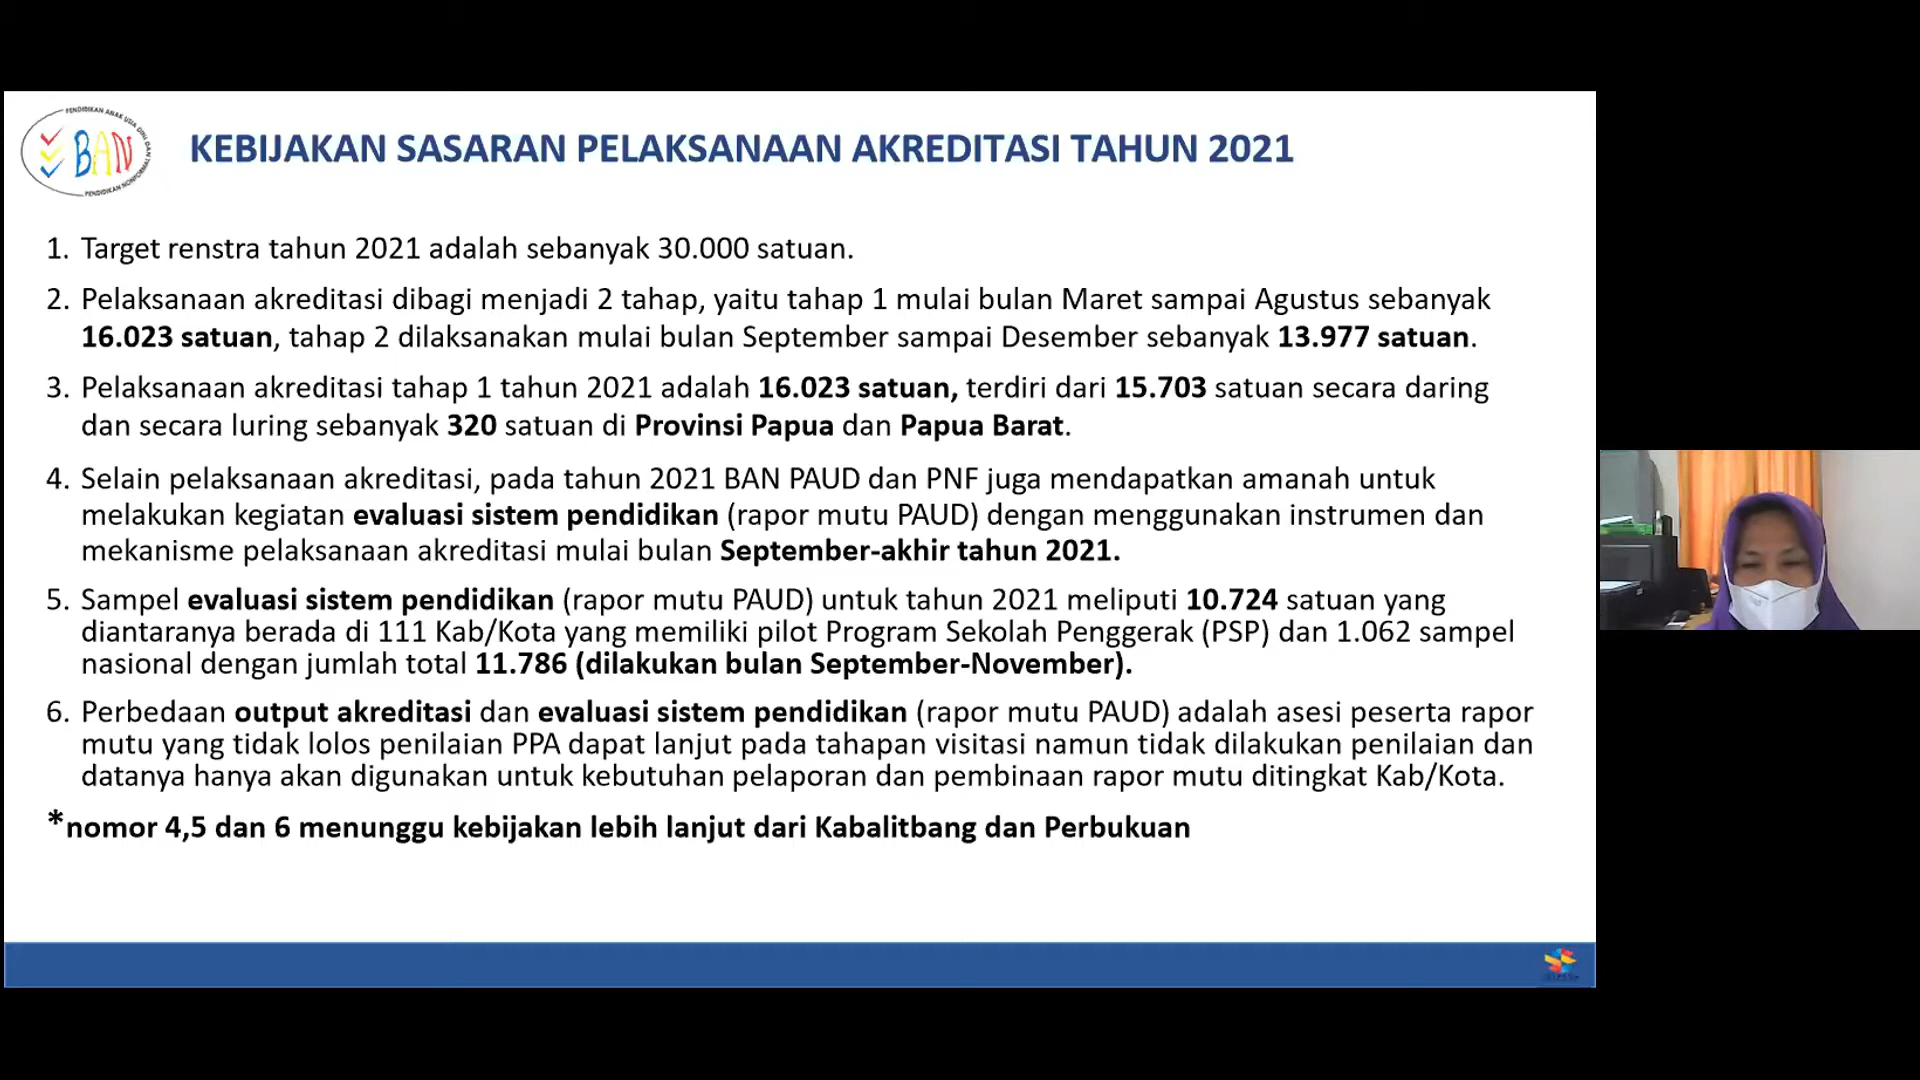 PENDIDIKAN ANAK USIA DINI DAN
BAN
PENDIDIKAN NONFORMAL
KEBIJAKAN SASARAN PELAKSANAAN AKREDITASI TAHUN 2021
1. Target renstra tahun 2021 adalah sebanyak 30.000 satuan.
2. Pelaksanaan akreditasi dibagi menjadi 2 tahap, yaitu tahap 1 mulai bulan Maret sampai Agustus sebanyak
16.023 satuan, tahap 2 dilaksanakan mulai bulan September sampai Desember sebanyak 13.977 satuan.
3. Pelaksanaan akreditasi tahap 1 tahun 2021 adalah 16.023 satuan, terdiri dari 15.703 satuan secara daring
dan secara luring sebanyak 320 satuan di Provinsi Papua dan Papua Barat.
4. Selain pelaksanaan akreditasi, pada tahun 2021 BAN PAUD dan PNF juga mendapatkan amanah untuk
melakukan kegiatan evaluasi sistem pendidikan (rapor mutu PAUD) dengan menggunakan instrumen dan
mekanisme pelaksanaan akreditasi mulai bulan September-akhir tahun 2021.
5. Sampel evaluasi sistem pendidikan (rapor mutu PAUD) untuk tahun 2021 meliputi 10.724 satuan yang
diantaranya berada di 111 Kab/Kota yang memiliki pilot Program Sekolah Penggerak (PSP) dan 1.062 sampel
nasional dengan jumlah total 11.786 (dilakukan bulan September-November).
6. Perbedaan output akreditasi dan evaluasi sistem pendidikan (rapor mutu PAUD) adalah asesi peserta rapor
mutu yang tidak lolos penilaian PPA dapat lanjut pada tahapan visitasi namun tidak dilakukan penilaian dan
datanya hanya akan digunakan untuk kebutuhan pelaporan dan pembinaan rapor mutu ditingkat Kab/Kota.
*nomor 4,5 dan 6 menunggu kebijakan lebih lanjut dari Kabalitbang dan Perbukuan